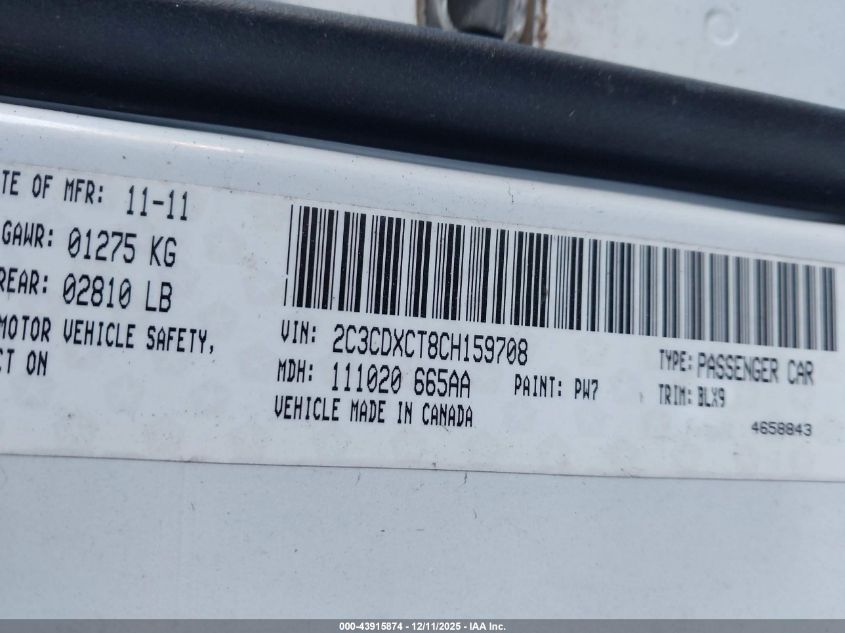 TE OF MFR: 11-11
GAWR: 01275 KG
REAR: 02810 LB
MOTOR VEHICLE SAFETY,
CT ON
VIN: 2C3CDXCT8CH159708
MDH: 111020 665AA PAINT: PW7
VEHICLE MADE IN CANADA
TYPE: PASSENGER CAR
TRIM: BLX9
4658843
000-43915874 - 12/11/2025 - IAA Inc.